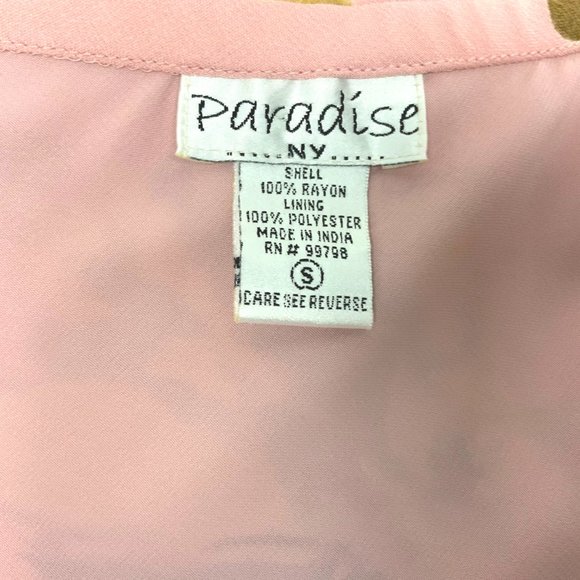 Paradise
NY
SHELL
100% RAYON
LINING
100% POLYESTER
MADE IN INDIA
RN# 99798
S
CARE SEE REVERSE